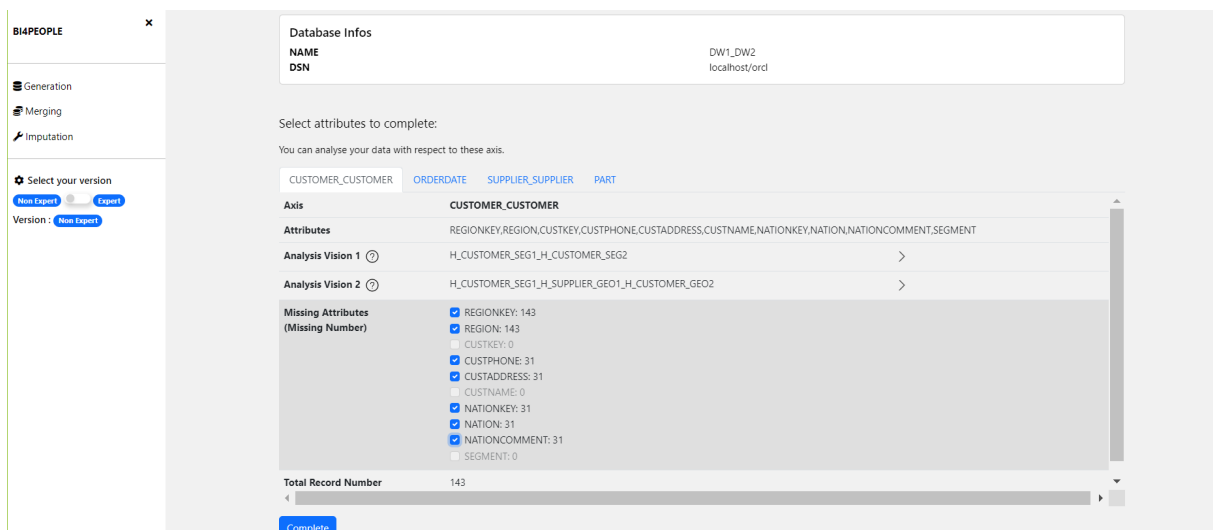 BI4PEOPLE
×
Generation
Merging
Imputation
Select your version
Non Expert Expert
Version : Non Expert
Database Infos
NAME DW1_DW2
DSN localhost/orcl
Select attributes to complete:
You can analyse your data with respect to these axis.
CUSTOMER_CUSTOMER ORDERDATE SUPPLIER_SUPPLIER PART
Axis CUSTOMER_CUSTOMER
Attributes REGIONKEY,REGION,CUSTKEY,CUSTPHONE,CUSTADDRESS,CUSTNAME,NATIONKEY,NATION,NATIONCOMMENT,SEGMENT
Analysis Vision 1 ? H_CUSTOMER_SEG1_H_CUSTOMER_SEG2
Analysis Vision 2 ? H_CUSTOMER_SEG1_H_SUPPLIER_GEO1_H_CUSTOMER_GEO2
Missing Attributes REGIONKEY: 143
(Missing Number) REGION: 143
CUSTKEY: 0
CUSTPHONE: 31
CUSTADDRESS: 31
CUSTNAME: 0
NATIONKEY: 31
NATION: 31
NATIONCOMMENT: 31
SEGMENT: 0
Total Record Number 143
Complete